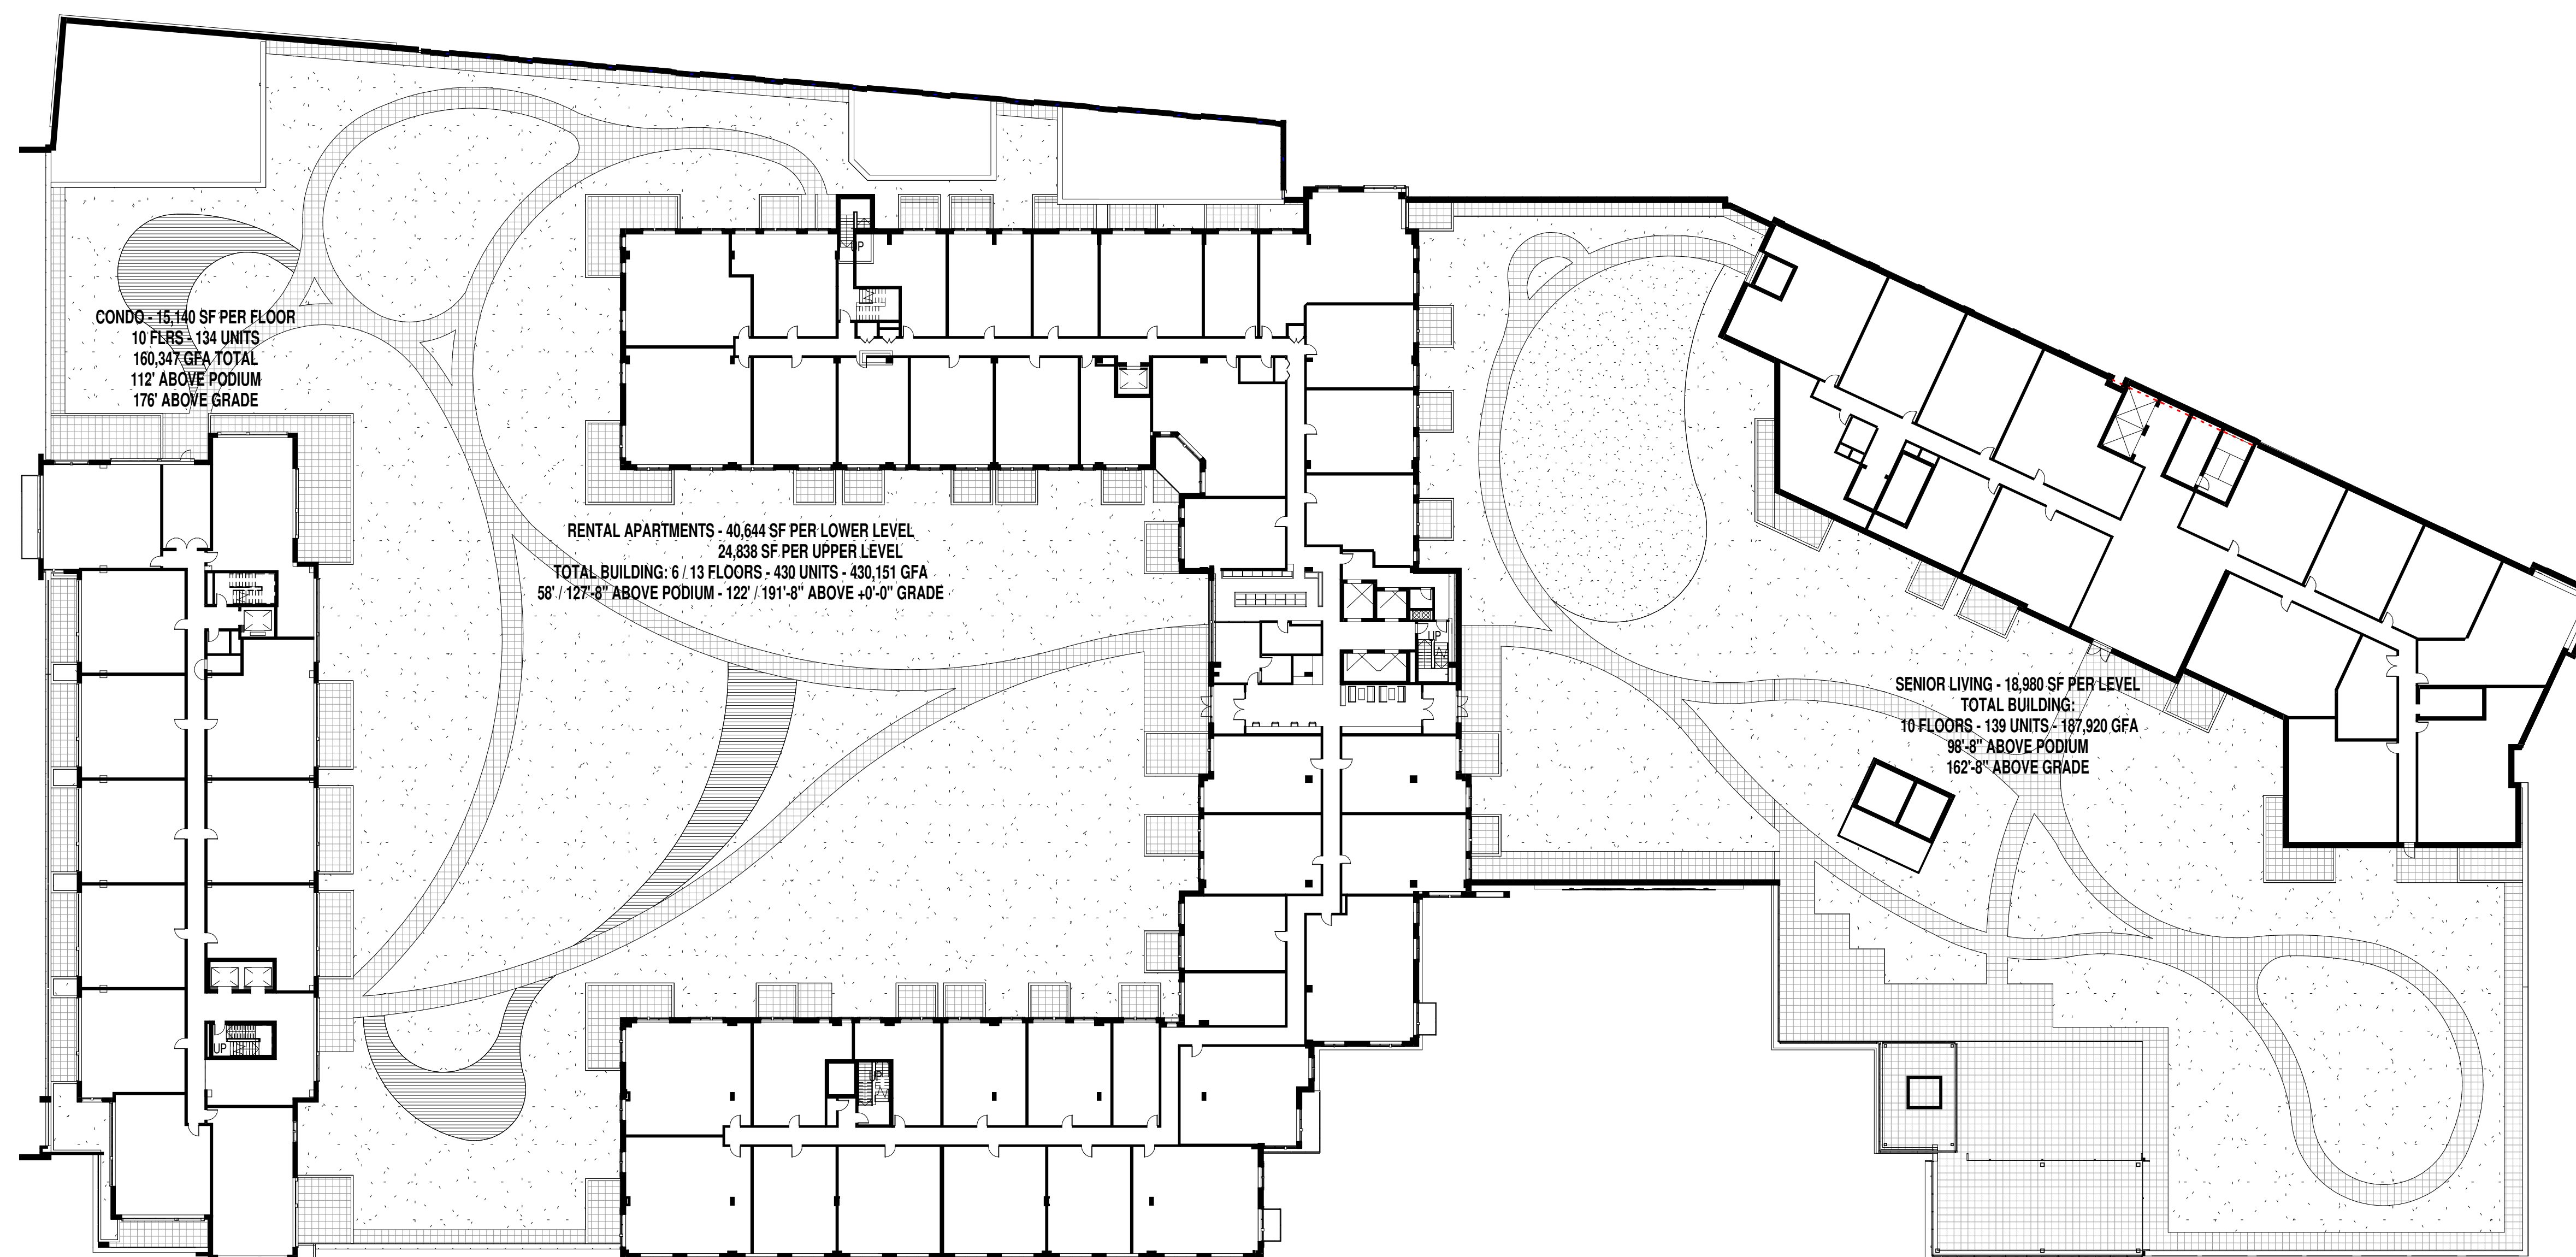 UP
CONDO - 15,140 SF PER FLOOR
10 FLRS - 134 UNITS
160,347 GFA TOTAL
112' ABOVE PODIUM
176' ABOVE GRADE
RENTAL APARTMENTS - 40,644 SF PER LOWER LEVEL
24,838 SF PER UPPER LEVEL
TOTAL BUILDING: 6 / 13 FLOORS - 430 UNITS - 430,151 GFA
58' / 127'-8" ABOVE PODIUM - 122' / 191'-8" ABOVE +0'-0" GRADE
UP
SENIOR LIVING - 18,980 SF PER LEVEL
TOTAL BUILDING:
10 FLOORS - 139 UNITS - 187,920 GFA
98'-8" ABOVE PODIUM
162'-8" ABOVE GRADE
UP
UP